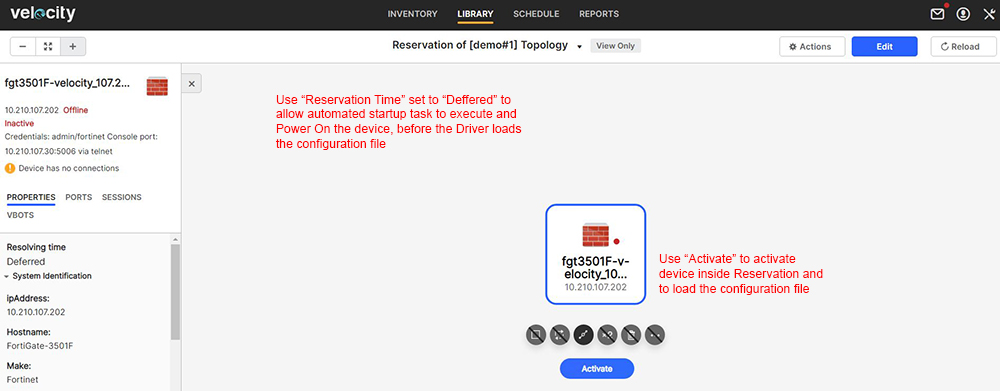 velocity
INVENTORY LIBRARY SCHEDULE REPORTS
Reservation of [demo#1] Topology View Only
Actions Edit Reload
fgt3501F-velocity_107.2...
10.210.107.202 Offline
Inactive
Credentials: admin/fortinet Console port:
10.210.107.30:5006 via telnet
Device has no connections
PROPERTIES PORTS SESSIONS
VBOTS
Resolving time
Deferred
System Identification
ipAddress:
10.210.107.202
Hostname:
FortiGate-3501F
Make:
Fortinet
Use “Reservation Time” set to “Deffered” to
allow automated startup task to execute and
Power On the device, before the Driver loads
the configuration file
fgt3501F-v-
elocity_10...
10.210.107.202
Use “Activate” to activate
device inside Reservation and
to load the configuration file
Activate